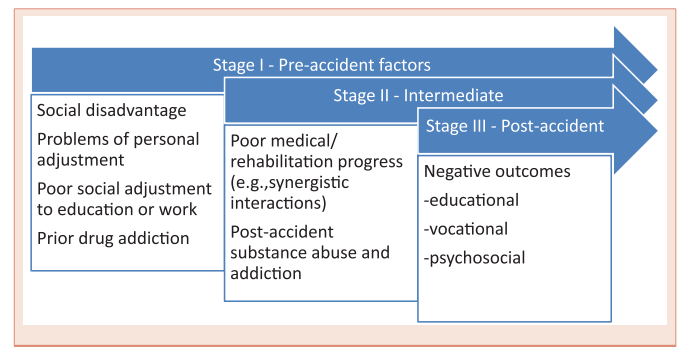 Stage I - Pre-accident factors
Social disadvantage
Problems of personal
adjustment
Poor social adjustment
to education or work
Prior drug addiction
Stage II - Intermediate
Poor medical/
rehabilitation progress
(e.g.,synergistic
interactions)
Post-accident
substance abuse and
addiction
Stage III - Post-accident
Negative outcomes
-educational
-vocational
-psychosocial